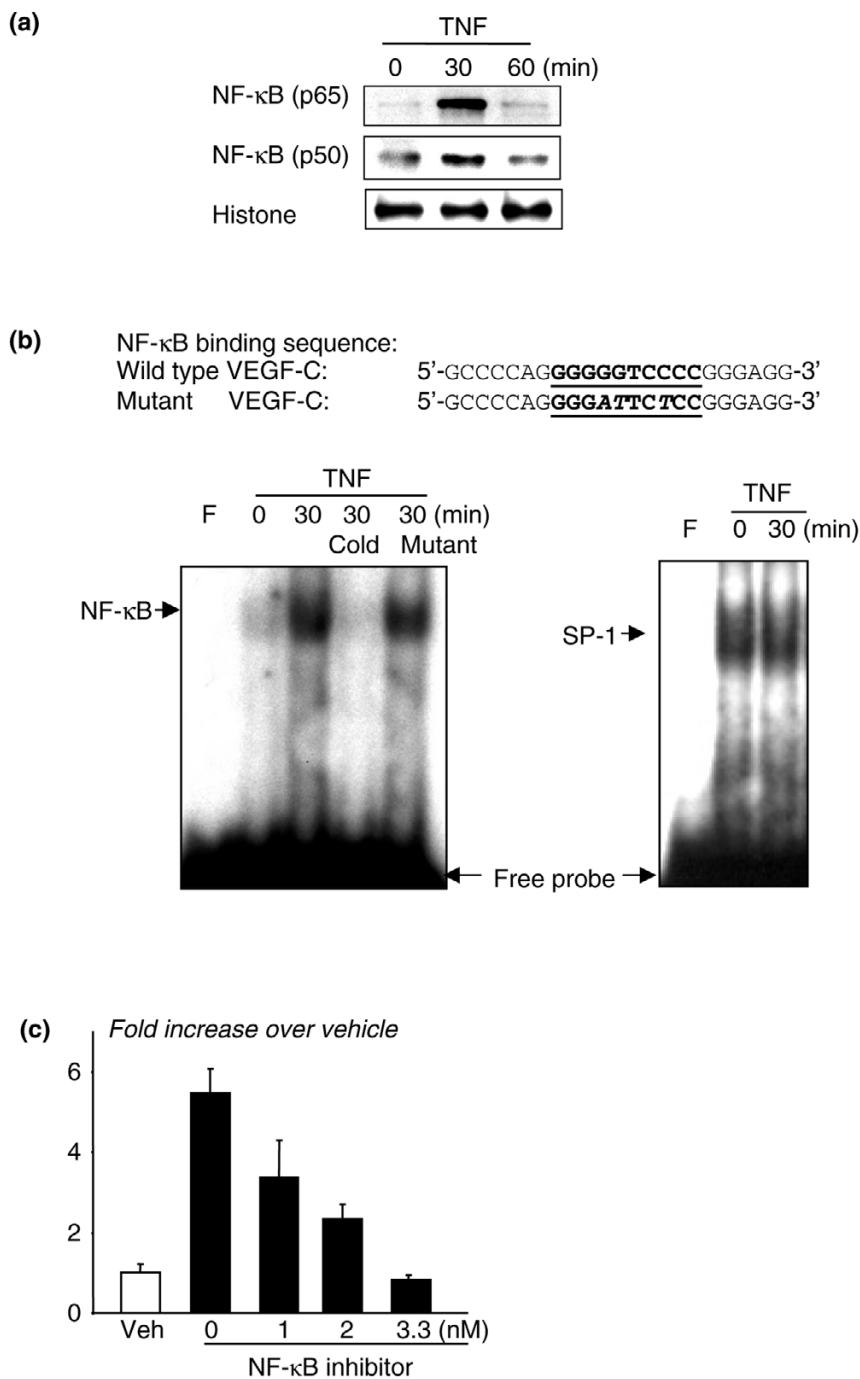 (a)
TNF
0 30 60 (min)
NF-κB (p65)
NF-κB (p50)
Histone
(b)
NF-κB binding sequence:
Wild type VEGF-C: 5’-GCCCCAGGGGGGTCCCCGGGAGG-3’
Mutant VEGF-C: 5’-GCCCCAGGGGATTCTCCGGGAGG-3’
TNF
F 0 30 30 30 (min)
Cold Mutant
NF-κB
TNF
F 0 30 (min)
SP-1
Free probe
(c)
Fold increase over vehicle
6
4
2
0
Veh 0 1 2 3.3 (nM)
NF-κB inhibitor